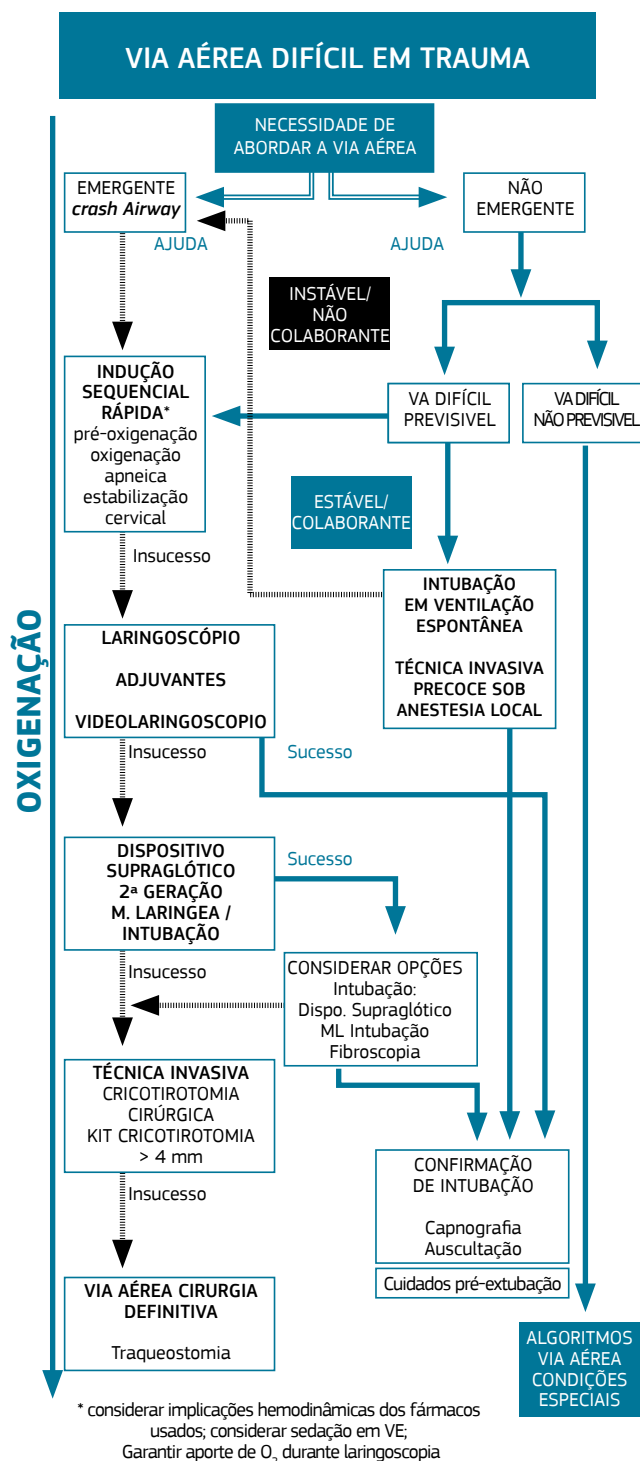 VIA AÉREA DIFÍCIL EM TRAUMA
NECESSIDADE DE
ABORDAR A VIA AÉREA
EMERGENTE
crash Airway
NÃO
EMERGENTE
AJUDA
AJUDA
INSTÁVEL/
NÃO
COLABORANTE
INDUÇÃO
SEQUENCIAL
RÁPIDA*
pré-oxigenação
oxigenação
apneica
estabilização
cervical
VA DIFÍCIL
PREVISIVEL
VA DIFÍCIL
NÃO PREVISIVEL
ESTÁVEL/
COLABORANTE
Insucesso
INTUBAÇÃO
EM VENTILAÇÃO
ESPONTÂNEA
TÉCNICA INVASIVA
PRECOCE SOB
ANESTESIA LOCAL
LARINGOSCÓPIO
ADJUVANTES
VIDEOLARINGOSCOPIO
OXIGENAÇÃO
Insucesso
Sucesso
DISPOSITIVO
SUPRAGLÓTICO
2ª GERAÇÃO
M. LARINGEA /
INTUBAÇÃO
Sucesso
Insucesso
CONSIDERAR OPÇÕES
Intubação:
Dispo. Supraglótico
ML Intubação
Fibroscopia
TÉCNICA INVASIVA
CRICOTIROTOMIA
CIRÚRGICA
KIT CRICOTIROTOMIA
> 4 mm
Insucesso
CONFIRMAÇÃO
DE INTUBAÇÃO
Capnografia
Auscultação
Cuidados pré-extubação
VIA AÉREA CIRURGIA
DEFINITIVA
Traqueostomia
ALGORITMOS
VIA AÉREA
CONDIÇÕES
ESPECIAIS
* considerar implicações hemodinâmicas dos fármacos
usados; considerar sedação em VE;
Garantir aporte de O₂ durante laringoscopia